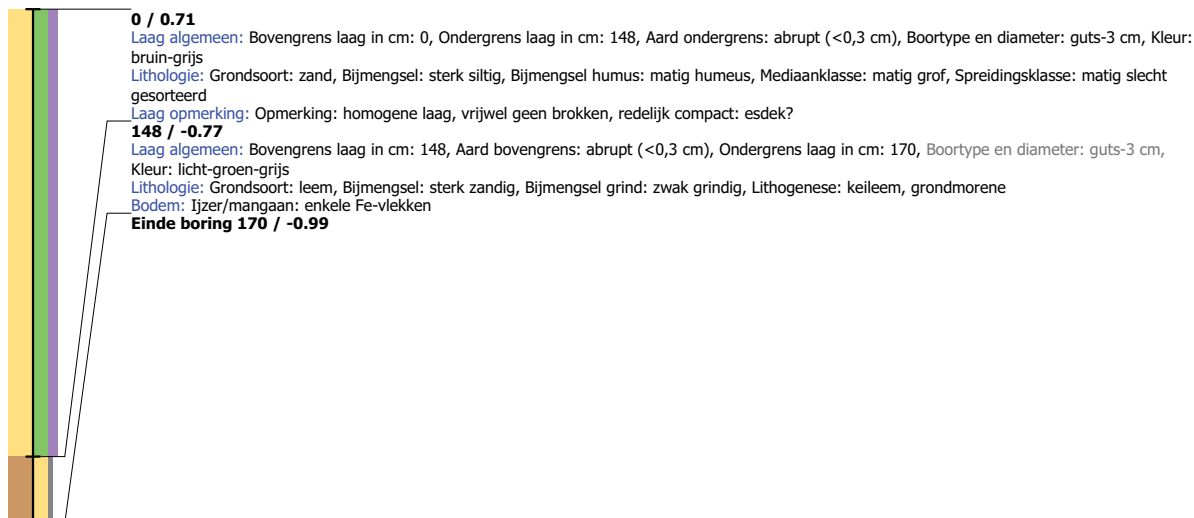 0 / 0.71
Laag algemeen: Bovengrens laag in cm: 0, Ondergrens laag in cm: 148, Aard ondergrens: abrupt (<0,3 cm), Boortype en diameter: guts-3 cm, Kleur:
bruin-grijs
Lithologie: Grondsoort: zand, Bijmengsel: sterk siltig, Bijmengsel humus: matig humeus, Mediaanklasse: matig grof, Spreidingsklasse: matig slecht
gesorteerd
Laag opmerking: Opmerking: homogene laag, vrijwel geen brokken, redelijk compact: esdek?
148 / -0.77
Laag algemeen: Bovengrens laag in cm: 148, Aard bovengrens: abrupt (<0,3 cm), Ondergrens laag in cm: 170, Boortype en diameter: guts-3 cm,
Kleur: licht-groen-grijs
Lithologie: Grondsoort: leem, Bijmengsel: sterk zandig, Bijmengsel grind: zwak grindig, Lithogenese: keileem, grondmorene
Bodem: Ijzer/mangaan: enkele Fe-vlekken
Einde boring 170 / -0.99